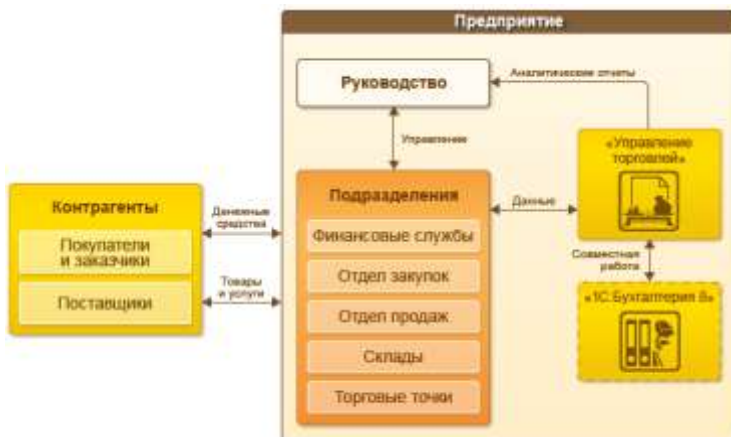 Предприятие
Руководство
Аналитические отчеты
Управление
«Управление
торговлей»
Контрагенты
Покупатели
и заказчики
Поставщики
Денежные
средства
Товары
и услуги
Подразделения
Финансовые службы
Отдел закупок
Отдел продаж
Склады
Торговые точки
Данные
Совместная
работа
«1С:Бухгалтерия 8»